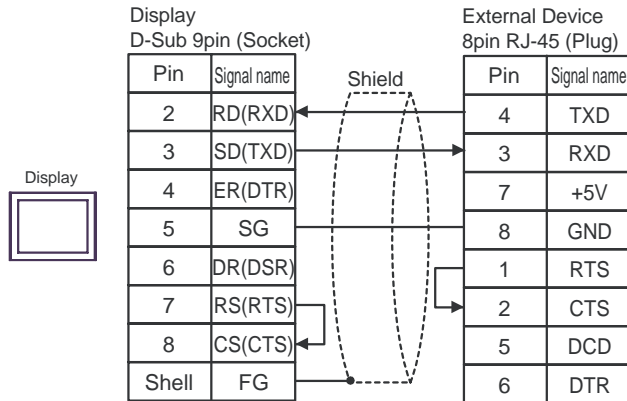 Display
D-Sub 9pin (Socket)
External Device
8pin RJ-45 (Plug)
Pin Signal name
Shield
Pin Signal name
2 RD(RXD)
4 TXD
3 SD(TXD)
3 RXD
Display
4 ER(DTR)
7 +5V
5 SG
8 GND
6 DR(DSR)
1 RTS
7 RS(RTS)
2 CTS
8 CS(CTS)
5 DCD
Shell FG
6 DTR